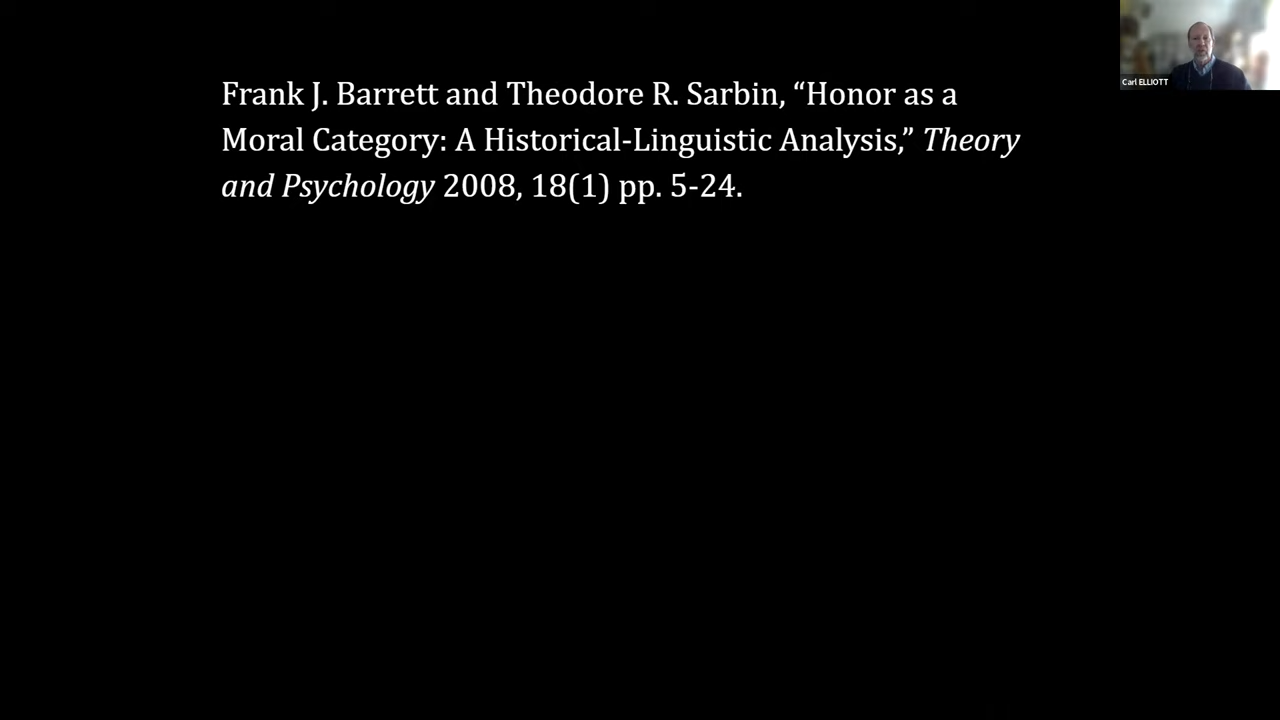 Frank J. Barrett and Theodore R. Sarbin, “Honor as a
Moral Category: A Historical-Linguistic Analysis,” Theory
and Psychology 2008, 18(1) pp. 5-24.
Carl ELLIOTT